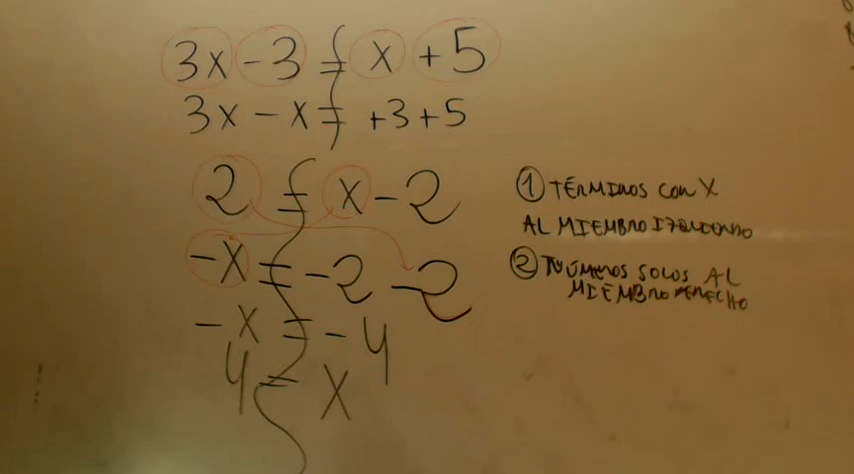 3x - 3 = x + 5
3x - x = +3 + 5
2 = x - 2
-x = -2 - 2
-x = -4
4 = x
① TÉRMINOS CON X
AL MIEMBRO IZQUIERDO
② NÚMEROS SOLOS AL
MIEMBRO DERECHO